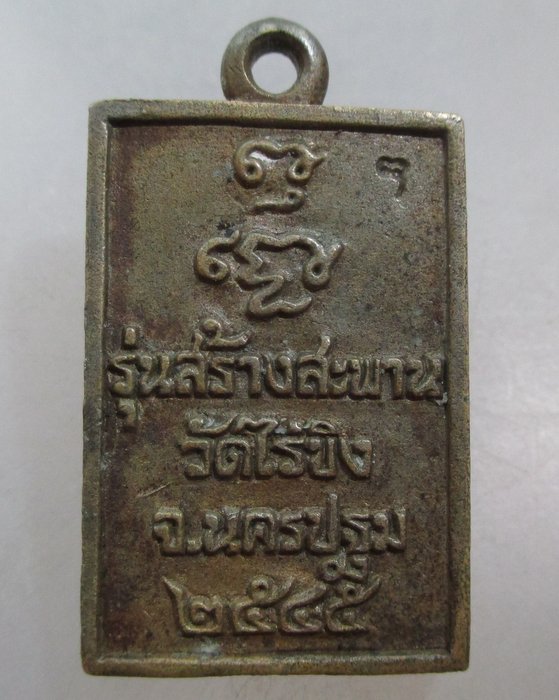 รุ่นสร้างสะพาน
วัดไร่ขิง
จ.นครปฐม
๒๕๔๕